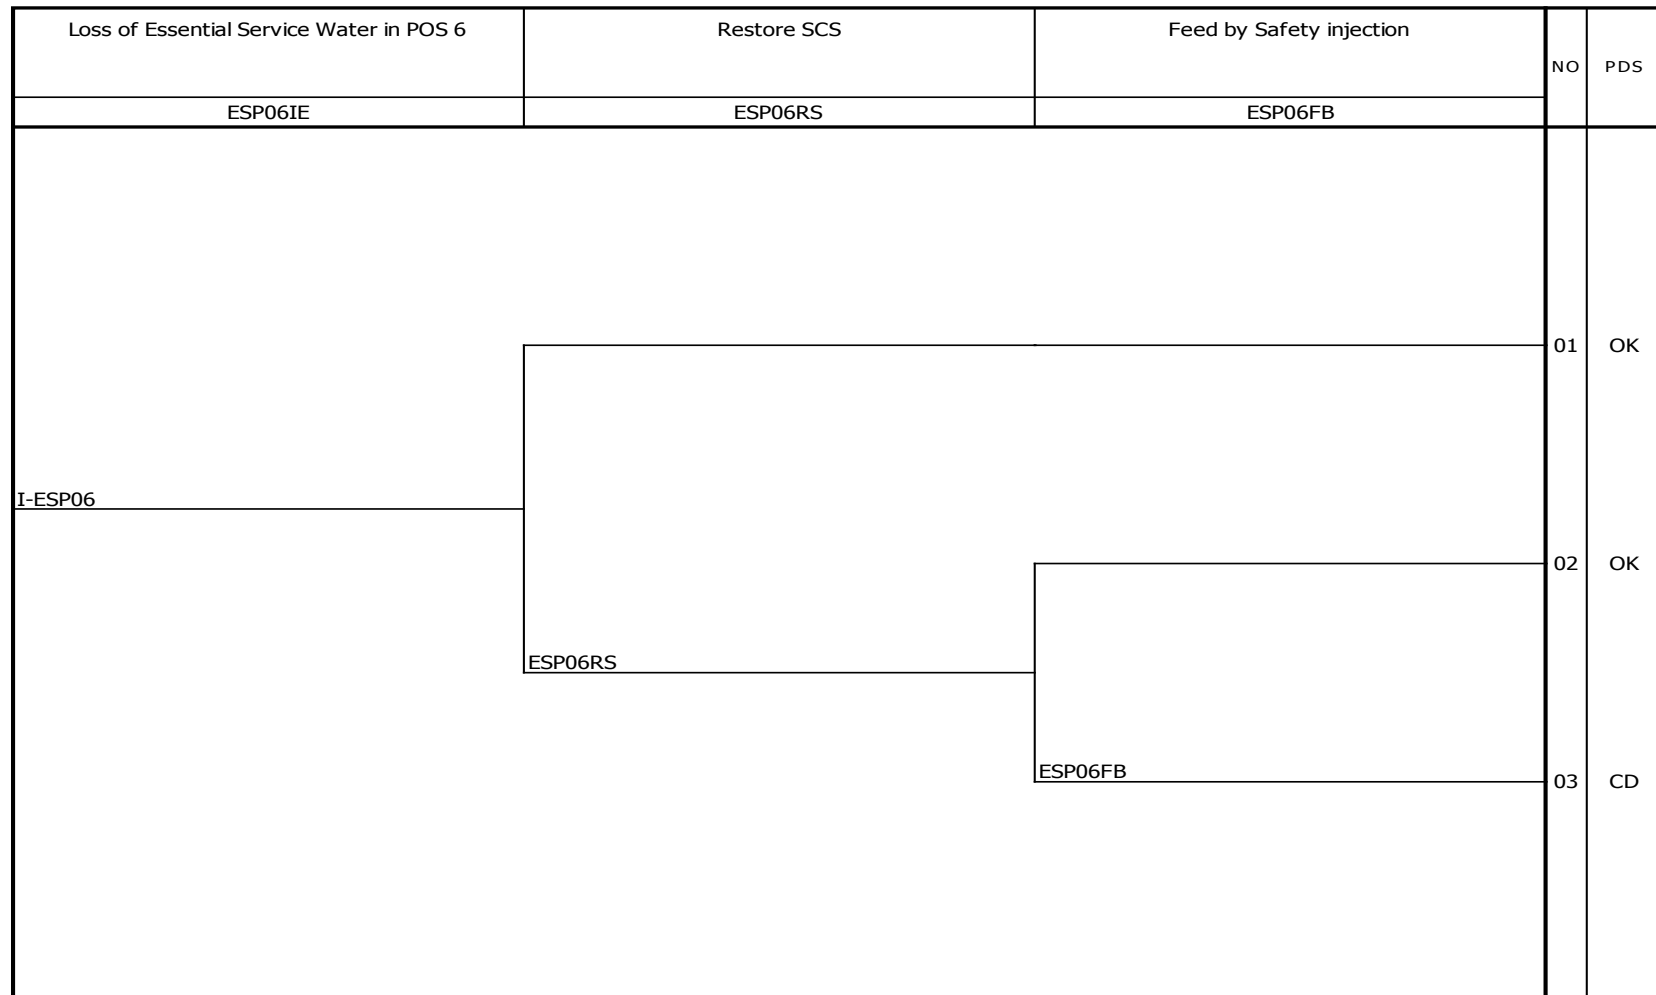 Loss of Essential Service Water in POS 6
Restore SCS
Feed by Safety injection
NO
PDS
ESP06IE
ESP06RS
ESP06FB
01
OK
I-ESP06
02
OK
ESP06RS
ESP06FB
03
CD